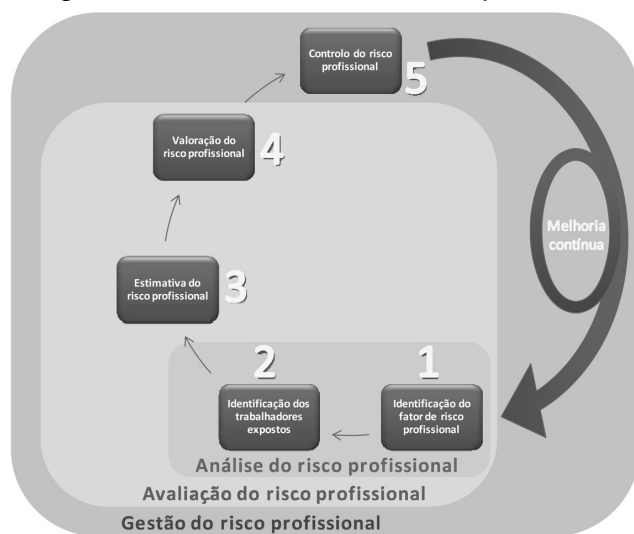 Controlo do risco
profissional
5
Valoração do
risco profissional
4
Melhoria
contínua
Estimativa do
risco profissional
3
2
1
Identificação dos
trabalhadores
expostos
Identificação do
fator de risco
profissional
Análise do risco profissional
Avaliação do risco profissional
Gestão do risco profissional